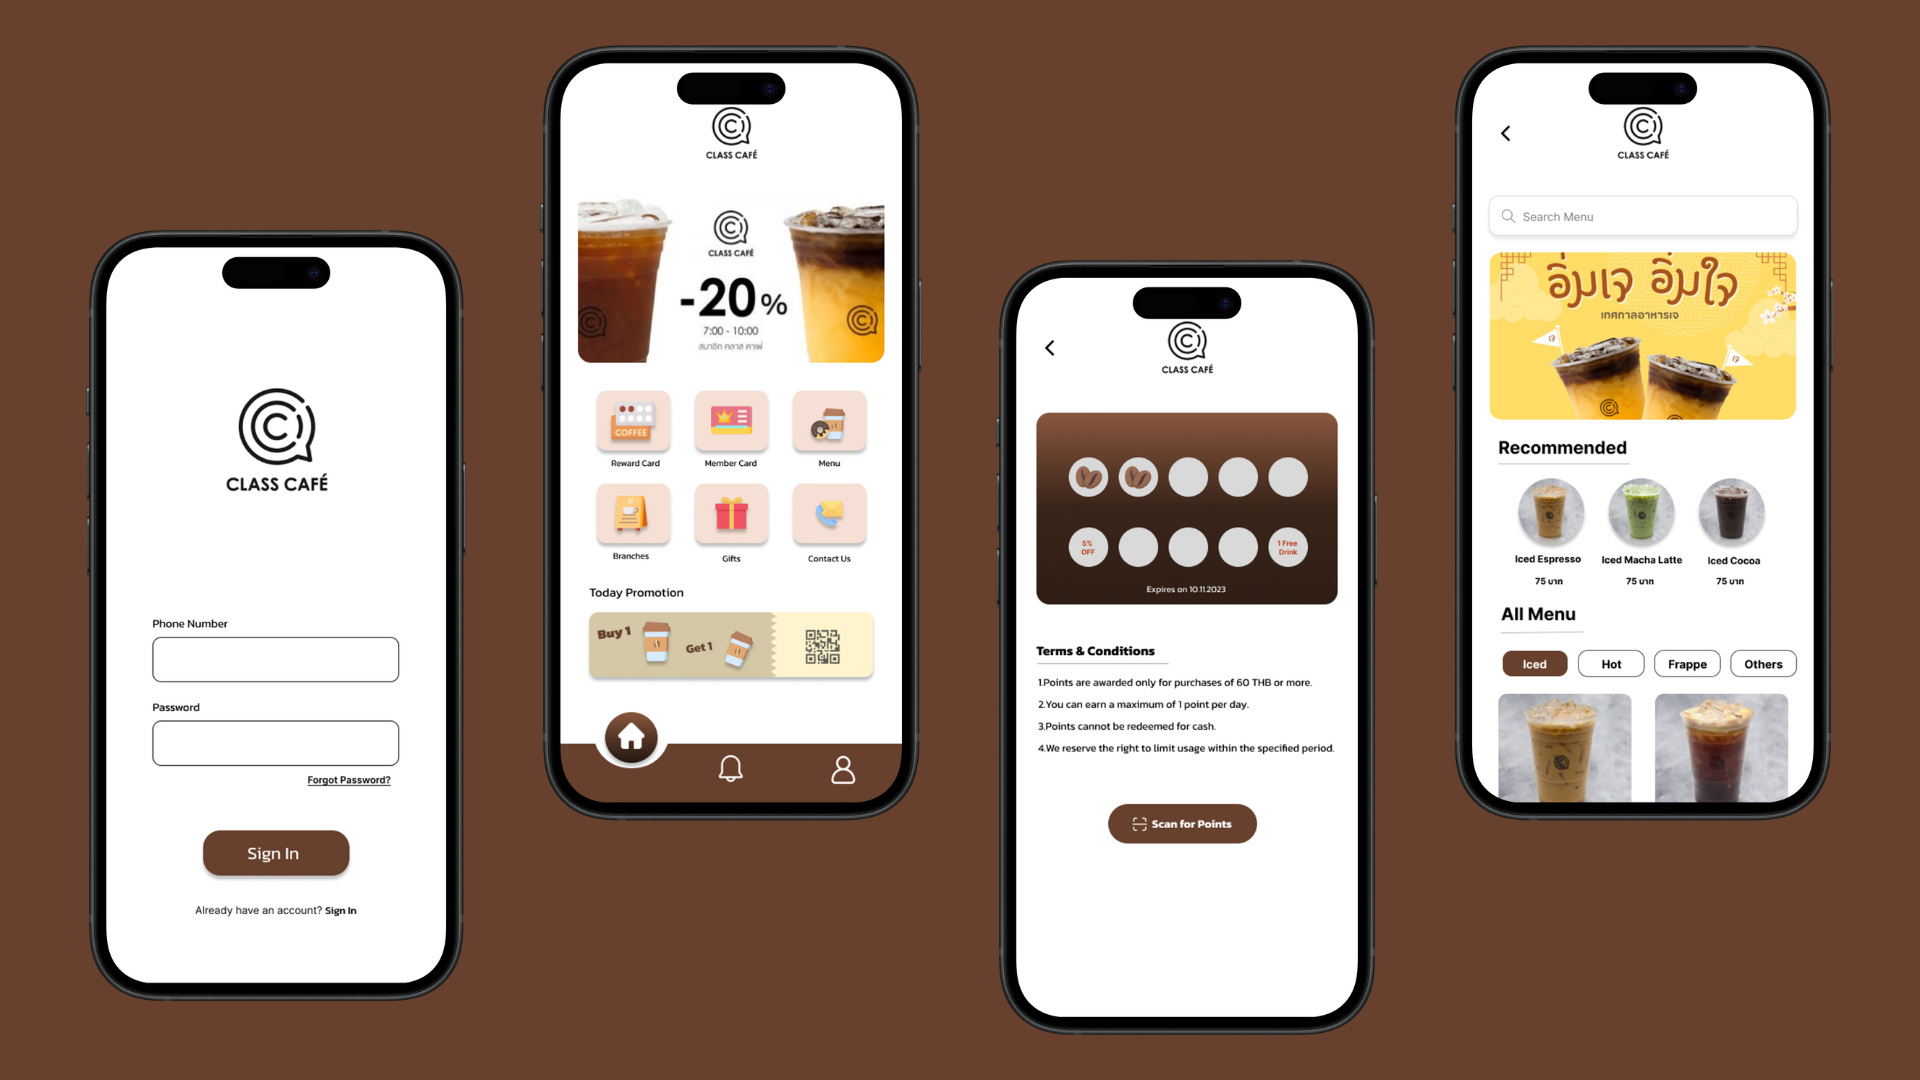 CLASS CAFÉ
Phone Number
Password
Forgot Password?
Sign In
Already have an account? Sign In
CLASS CAFÉ
CLASS CAFÉ
-20%
7:00 - 10:00
สมาชิก คลาส คาเฟ่
COFFEE
Reward Card
Member Card
Menu
Branches
Gifts
Contact Us
Today Promotion
Buy 1
Get 1
CLASS CAFÉ
5%
OFF
1 Free
Drink
Expires on 10.11.2023
Terms & Conditions
1.Points are awarded only for purchases of 60 THB or more.
2.You can earn a maximum of 1 point per day.
3.Points cannot be redeemed for cash.
4.We reserve the right to limit usage within the specified period.
Scan for Points
CLASS CAFÉ
Search Menu
อิ่มเจ อิ่มใจ
เทศกาลอาหารเจ
เจ
เจ
Recommended
Iced Espresso
Iced Macha Latte
Iced Cocoa
75 บาท
75 บาท
75 บาท
All Menu
Iced
Hot
Frappe
Others